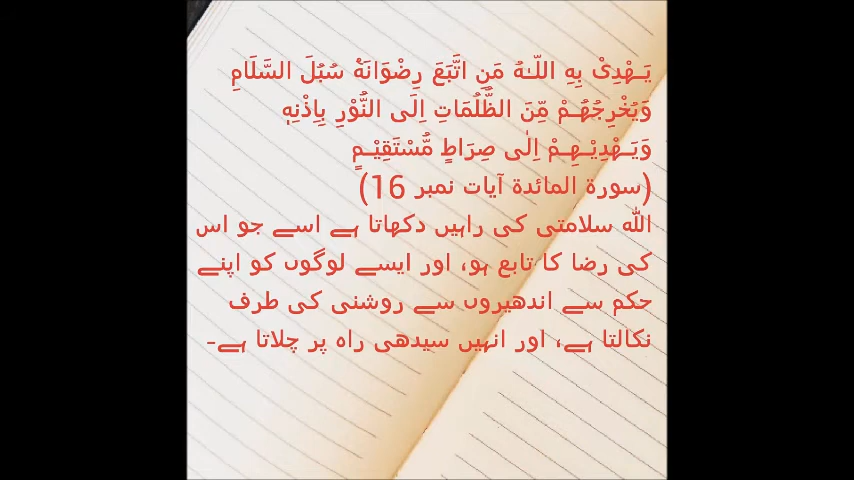 يَـهْدِىْ بِهِ اللّـٰهُ مَنِ اتَّبَعَ رِضْوَانَهٝ سُبُلَ السَّلَامِ
وَيُخْرِجُهُـمْ مِّنَ الظُّلُمَاتِ اِلَى النُّوْرِ بِاِذْنِهٖ
وَيَـهْدِيْـهِـمْ اِلٰى صِرَاطٍ مُّسْتَقِيْـمٍ
(سورة المائدة آیات نمبر 16)
اللہ سلامتی کی راہیں دکھاتا ہے اسے جو اس
کی رضا کا تابع ہو، اور ایسے لوگوں کو اپنے
حکم سے اندھیروں سے روشنی کی طرف
نکالتا ہے، اور انہیں سیدھی راہ پر چلاتا ہے۔